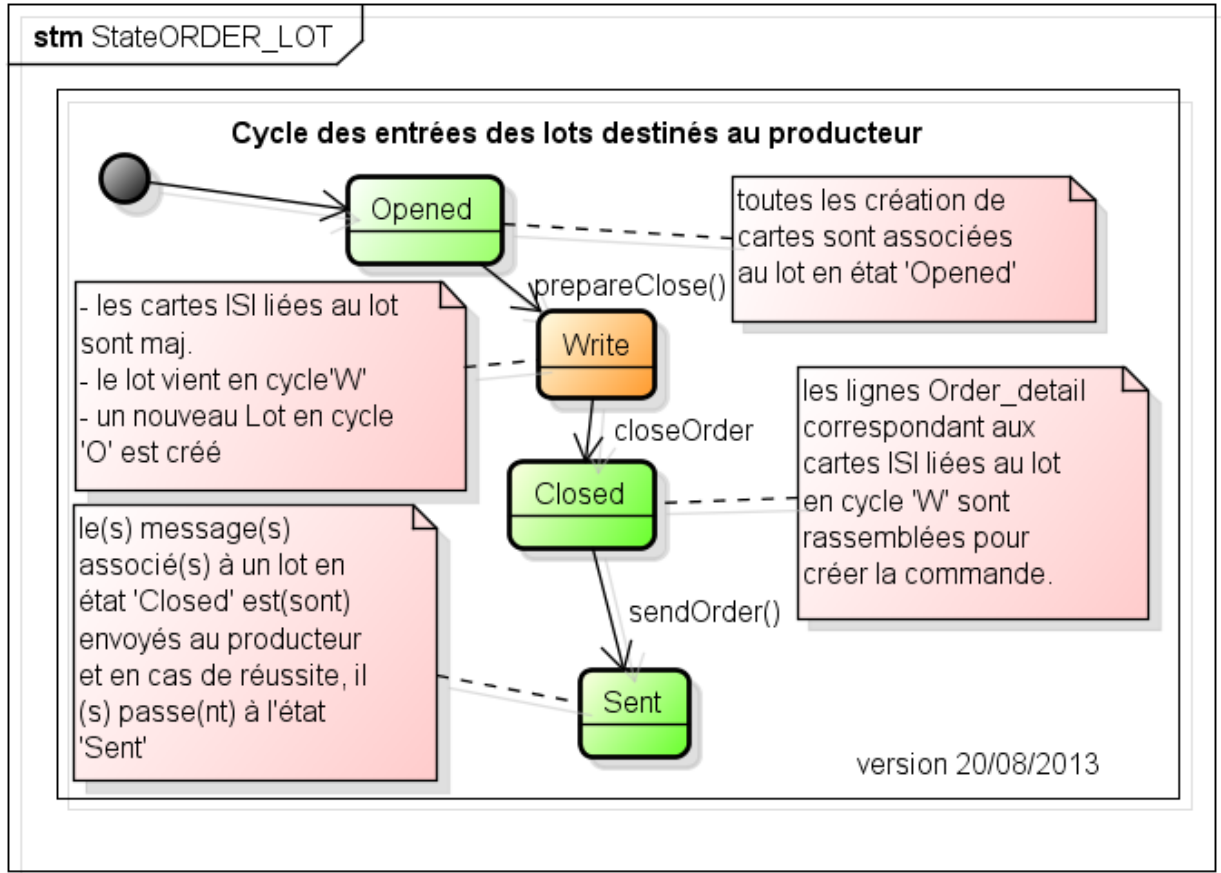 stm StateORDER_LOT
Cycle des entrées des lots destinés au producteur
Opened
toutes les création de
cartes sont associées
au lot en état 'Opened'
prepareClose()
- les cartes ISI liées au lot
sont maj.
- le lot vient en cycle'W'
- un nouveau Lot en cycle
'O' est créé
Write
closeOrder
les lignes Order_detail
correspondant aux
cartes ISI liées au lot
en cycle 'W' sont
rassemblées pour
créer la commande.
Closed
le(s) message(s)
associé(s) à un lot en
état 'Closed' est(sont)
envoyés au producteur
et en cas de réussite, il
(s) passe(nt) à l'état
'Sent'
sendOrder()
Sent
version 20/08/2013